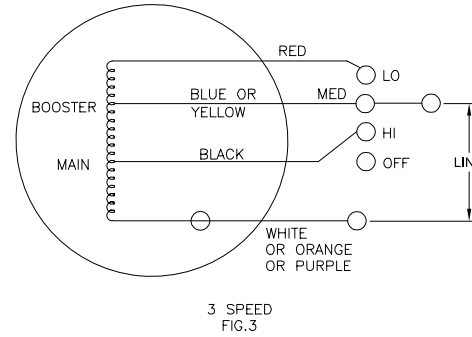 RED
LO
BOOSTER
BLUE OR
YELLOW
MED
HI
MAIN
BLACK
OFF
LIN
WHITE
OR ORANGE
OR PURPLE
3 SPEED
FIG.3